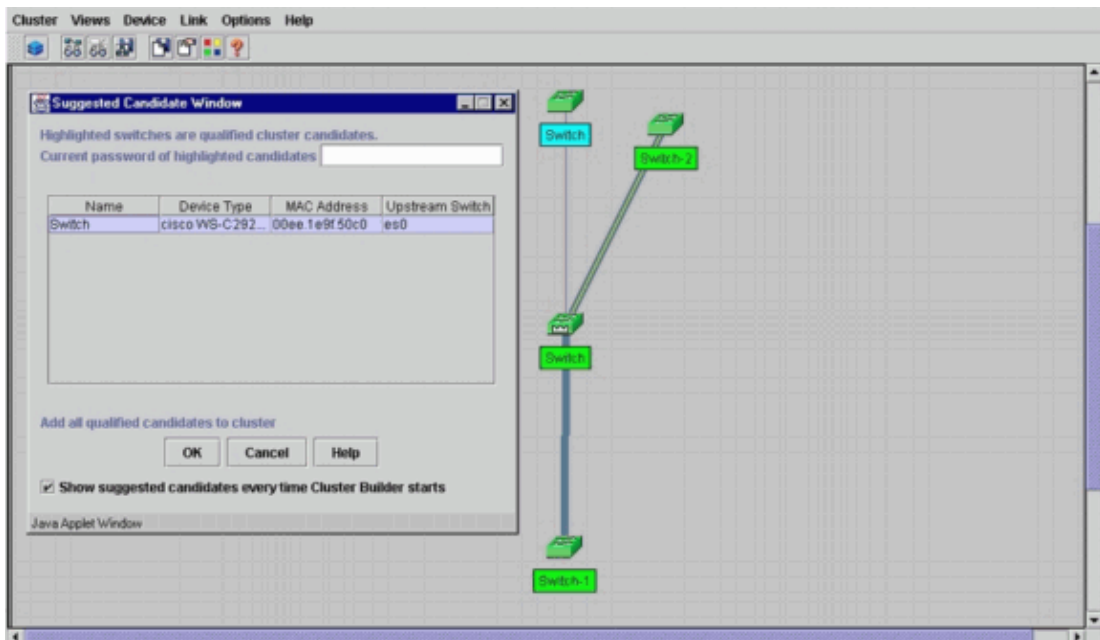 Cluster Views Device Link Options Help
Suggested Candidate Window
Highlighted switches are qualified cluster candidates.
Current password of highlighted candidates
Name Device Type MAC Address Upstream Switch
Switch cisco WS-C292... 00ee.1e9f.50c0 es0
Add all qualified candidates to cluster
OK Cancel Help
Show suggested candidates every time Cluster Builder starts
Java Applet Window
Switch
Switch-2
Switch
Switch-1